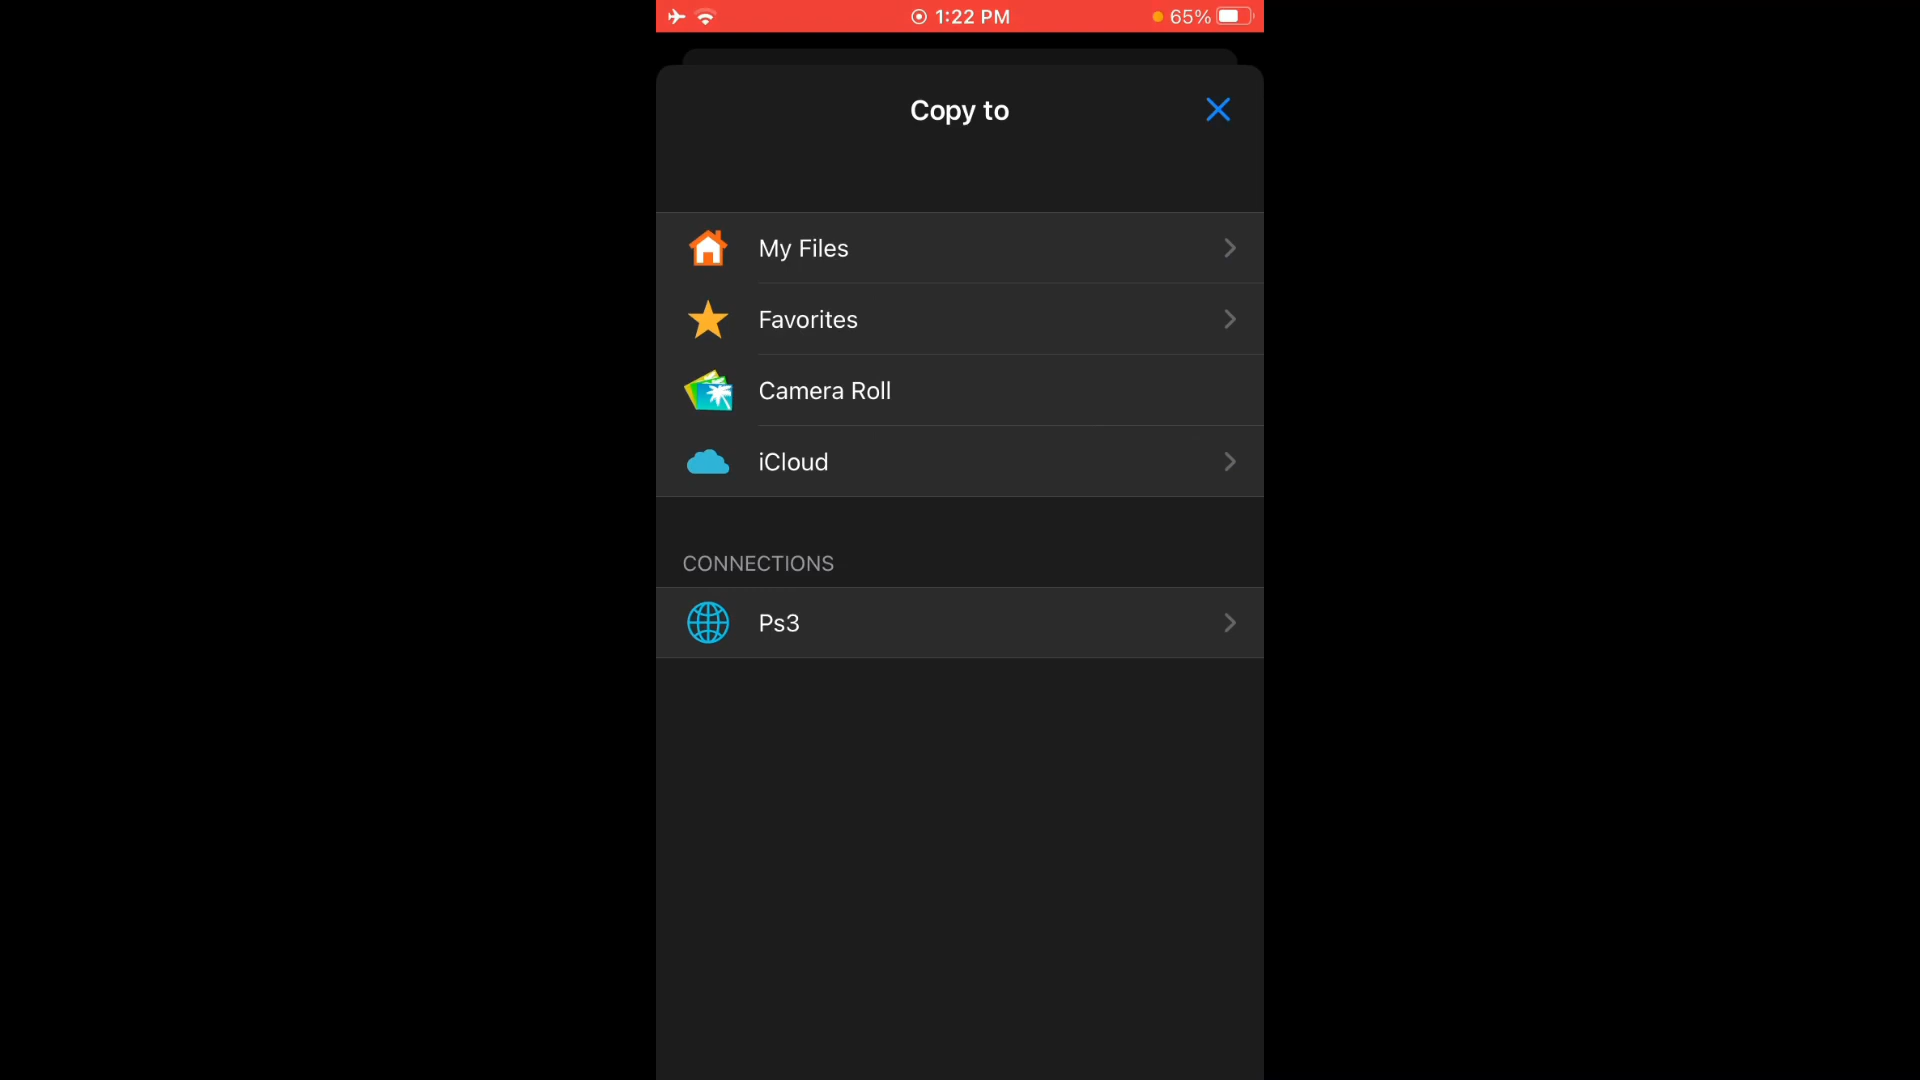 1:22 PM
65%
Copy to
My Files
Favorites
Camera Roll
iCloud
CONNECTIONS
Ps3